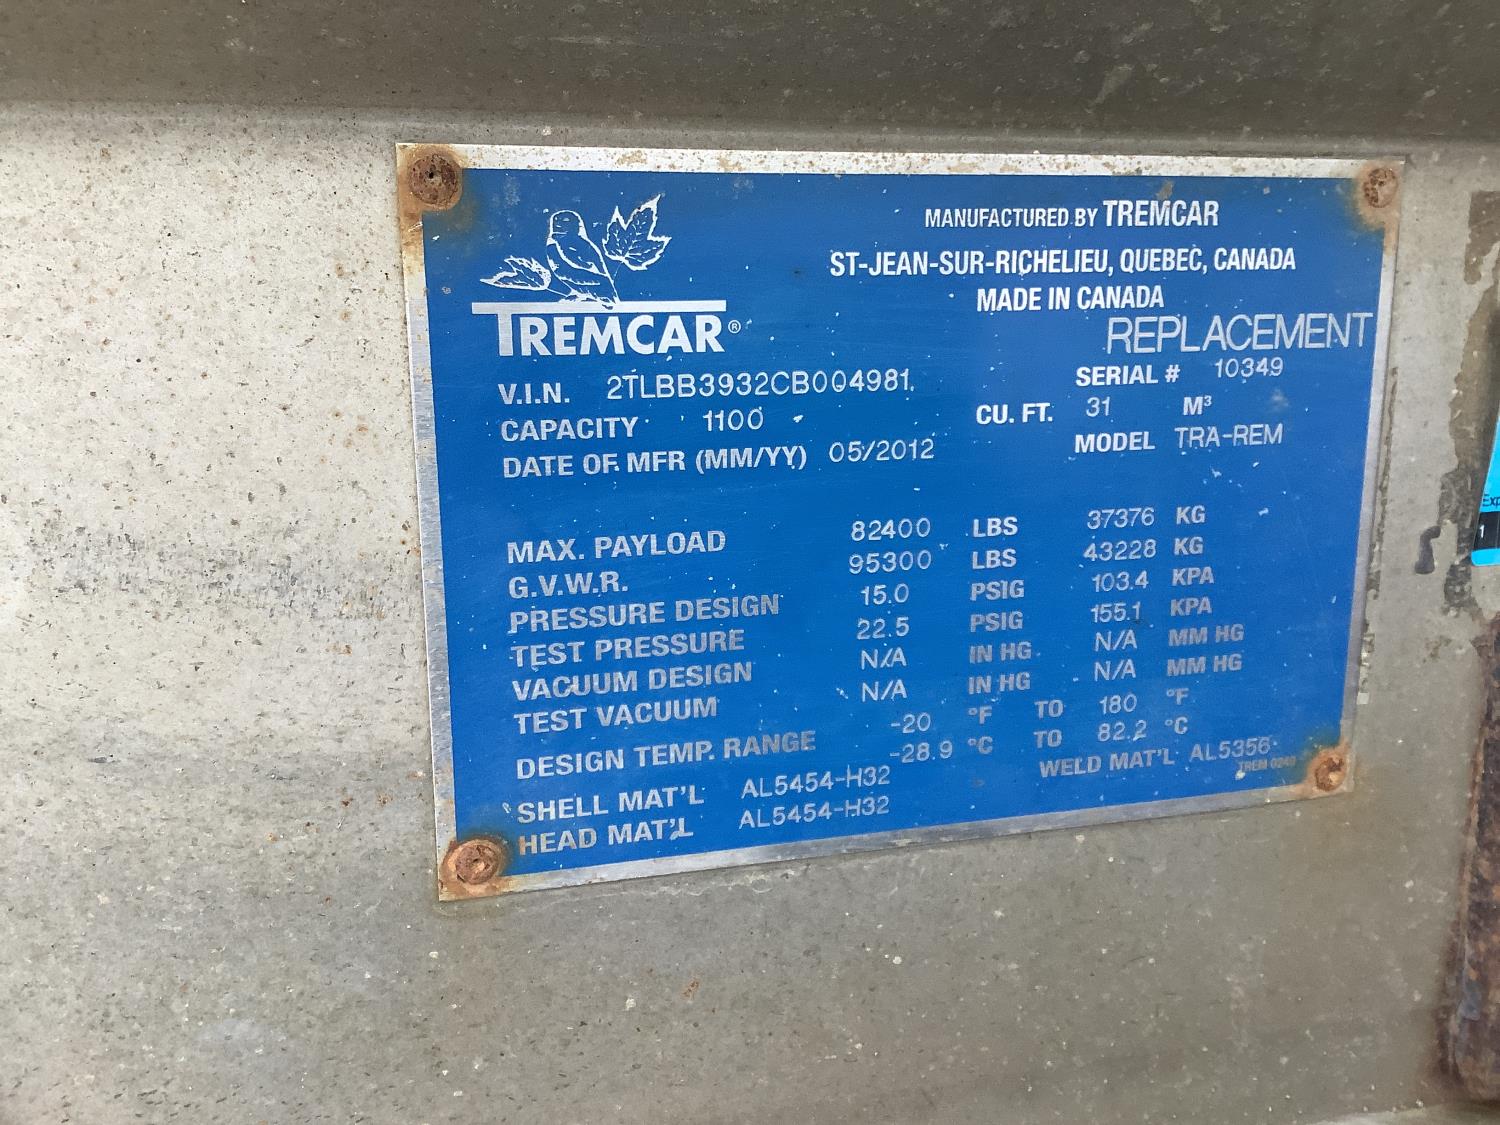 MANUFACTURED BY TREMCAR
ST-JEAN-SUR-RICHELIEU, QUEBEC, CANADA
MADE IN CANADA
TREMCAR®
REPLACEMENT
V.I.N. 2TLBB3932CB004981 SERIAL # 10349
CAPACITY 1100 CU. FT. 31 M³
DATE OF MFR (MM/YY) 05/2012 MODEL TRA-REM
MAX. PAYLOAD 82400 LBS 37376 KG
G.V.W.R. 95300 LBS 43228 KG
PRESSURE DESIGN 15.0 PSIG 103.4 KPA
TEST PRESSURE 22.5 PSIG 155.1 KPA
VACUUM DESIGN N/A IN HG N/A MM HG
TEST VACUUM N/A IN HG N/A MM HG
DESIGN TEMP. RANGE -20 °F TO 180 °F
-28.9 °C TO 82.2 °C
SHELL MAT'L AL5454-H32 WELD MAT'L AL5356
HEAD MAT'L AL5454-H32
Exp
1